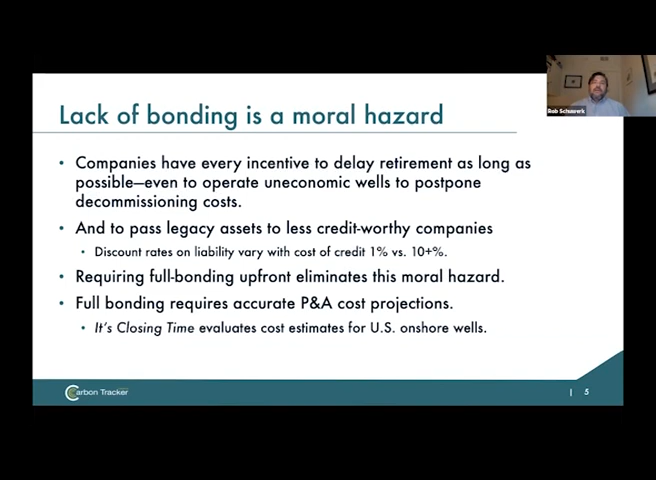 Lack of bonding is a moral hazard
• Companies have every incentive to delay retirement as long as
possible—even to operate uneconomic wells to postpone
decommissioning costs.
• And to pass legacy assets to less credit-worthy companies
• Discount rates on liability vary with cost of credit 1% vs. 10+%.
• Requiring full-bonding upfront eliminates this moral hazard.
• Full bonding requires accurate P&A cost projections.
• It's Closing Time evaluates cost estimates for U.S. onshore wells.
Carbon Tracker
| 5
Bob Schuwerk